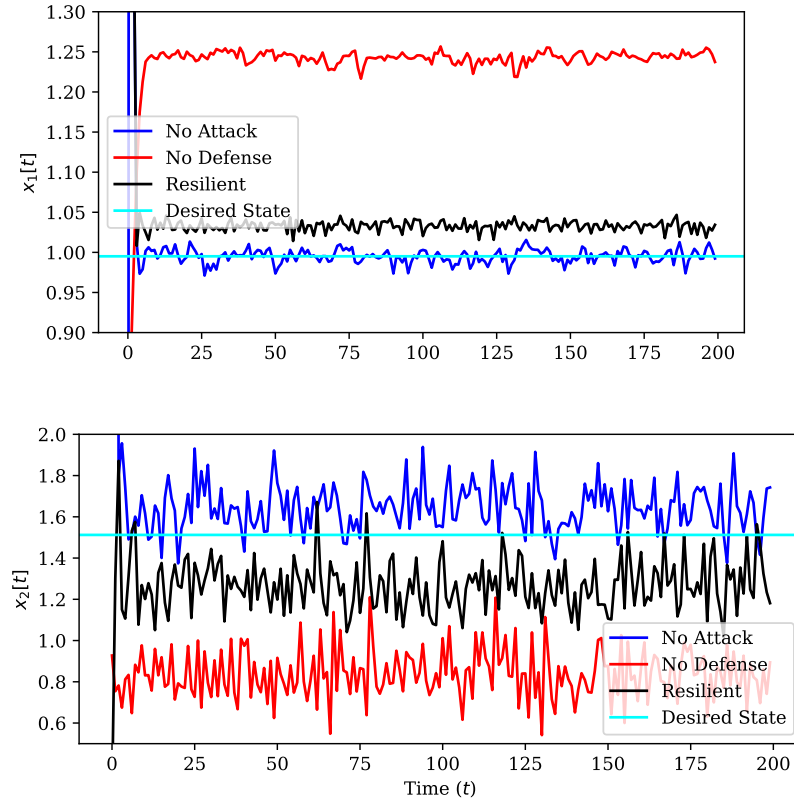 1.30
1.25
1.20
1.15
1.10
1.05
1.00
0.95
0.90
x₁[t]
No Attack
No Defense
Resilient
Desired State
0 25 50 75 100 125 150 175 200
2.0
1.8
1.6
1.4
1.2
1.0
0.8
0.6
x₂[t]
No Attack
No Defense
Resilient
Desired State
0 25 50 75 100 125 150 175 200
Time (t)